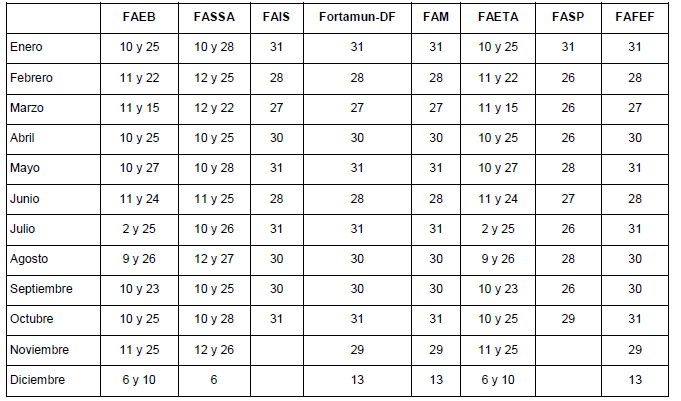 FAEB FASSA FAIS Fortamun-DF FAM FAETA FASP FAFEF
Enero 10 y 25 10 y 28 31 31 31 10 y 25 31 31
Febrero 11 y 22 12 y 25 28 28 28 11 y 22 26 28
Marzo 11 y 15 12 y 22 27 27 27 11 y 15 26 27
Abril 10 y 25 10 y 25 30 30 30 10 y 25 26 30
Mayo 10 y 27 10 y 28 31 31 31 10 y 27 28 31
Junio 11 y 24 11 y 25 28 28 28 11 y 24 27 28
Julio 2 y 25 10 y 26 31 31 31 2 y 25 26 31
Agosto 9 y 26 12 y 27 30 30 30 9 y 26 28 30
Septiembre 10 y 23 10 y 25 30 30 30 10 y 23 26 30
Octubre 10 y 25 10 y 28 31 31 31 10 y 25 29 31
Noviembre 11 y 25 12 y 26 29 29 11 y 25 29
Diciembre 6 y 10 6 13 13 6 y 10 13